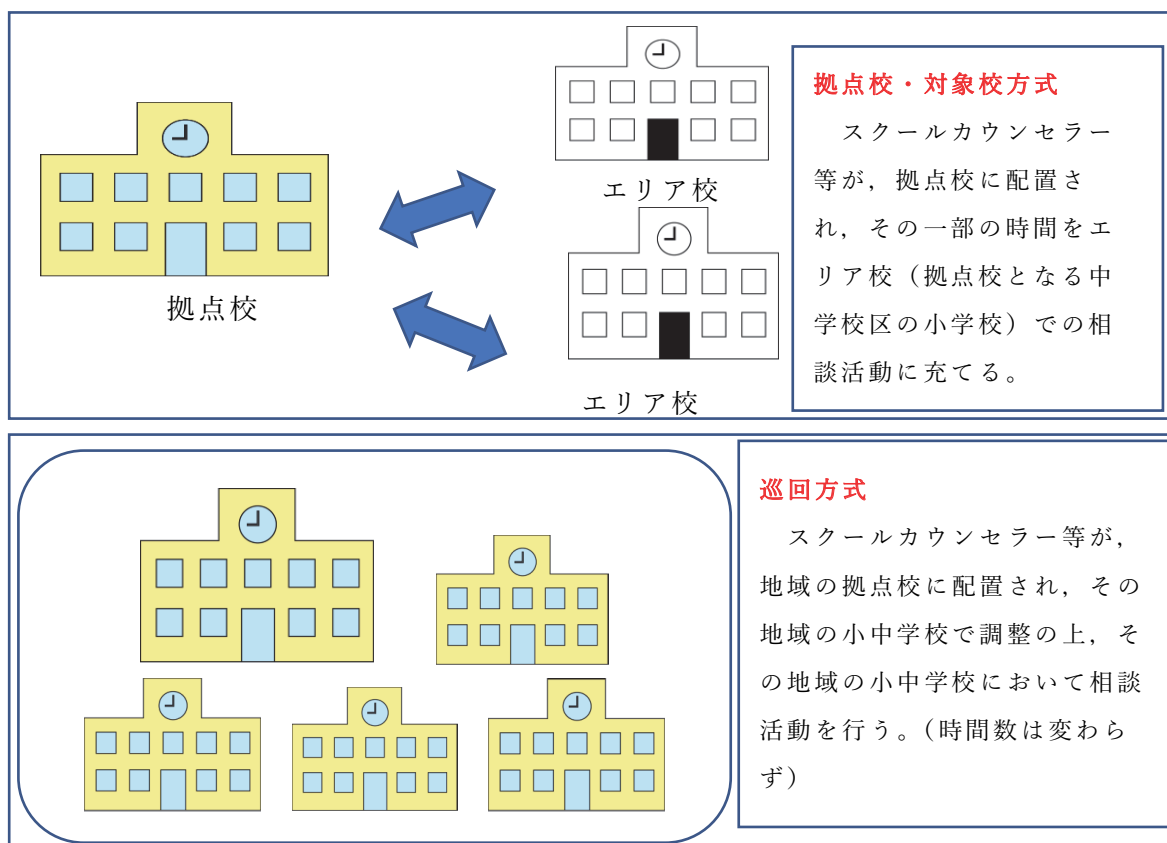 拠点校
エリア校
エリア校
拠点校・対象校方式
　スクールカウンセラー
等が，拠点校に配置さ
れ，その一部の時間をエ
リア校（拠点校となる中
学校区の小学校）での相
談活動に充てる。
巡回方式
　スクールカウンセラー等が，
地域の拠点校に配置され，その
地域の小中学校で調整の上，そ
の地域の小中学校において相談
活動を行う。（時間数は変わら
ず）